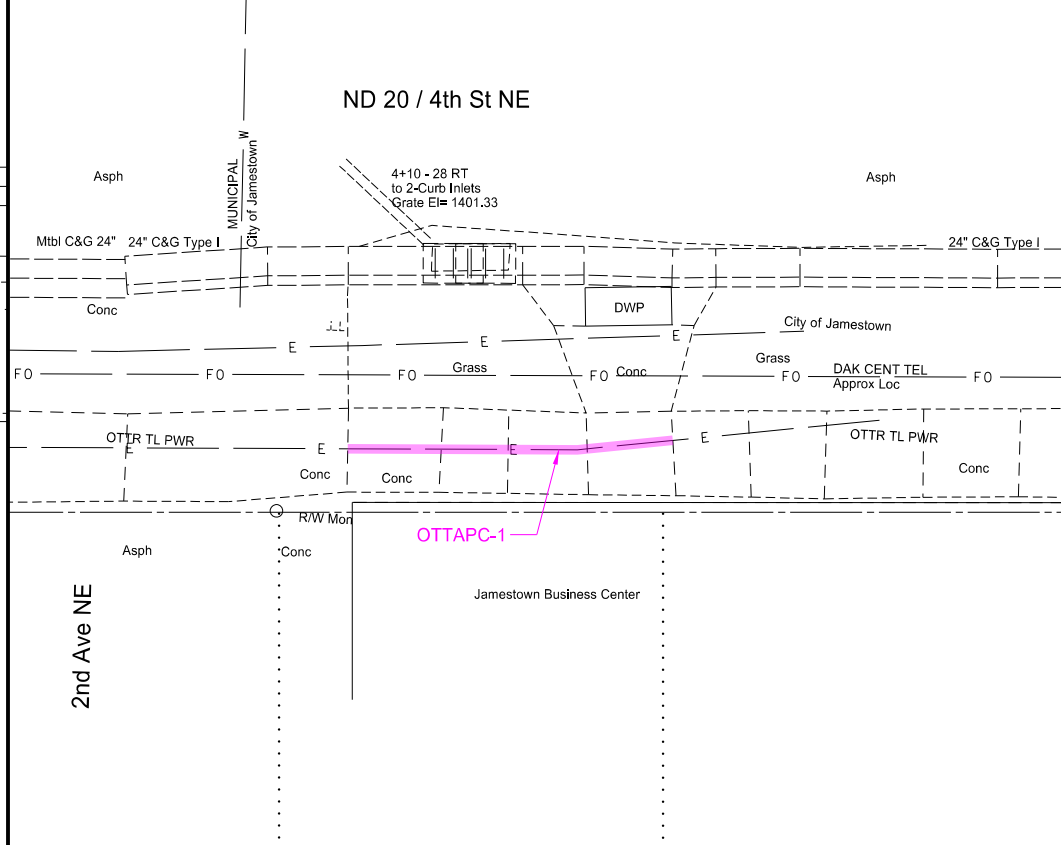 ND 20 / 4th St NE
Asph
MUNICIPAL
W
City of Jamestown
4+10 - 28 RT
to 2-Curb Inlets
Grate El= 1401.33
Asph
Mtbl C&G 24"
24" C&G Type I
24" C&G Type I
Conc
DWP
City of Jamestown
E
E
E
Grass
Conc
Grass
DAK CENT TEL
Approx Loc
FO
FO
FO
FO
FO
FO
OTTR TL PWR
E
E
E
E
OTTR TL PWR
Conc
Conc
Conc
R/W Mon
OTTAPC-1
Asph
Conc
Jamestown Business Center
2nd Ave NE